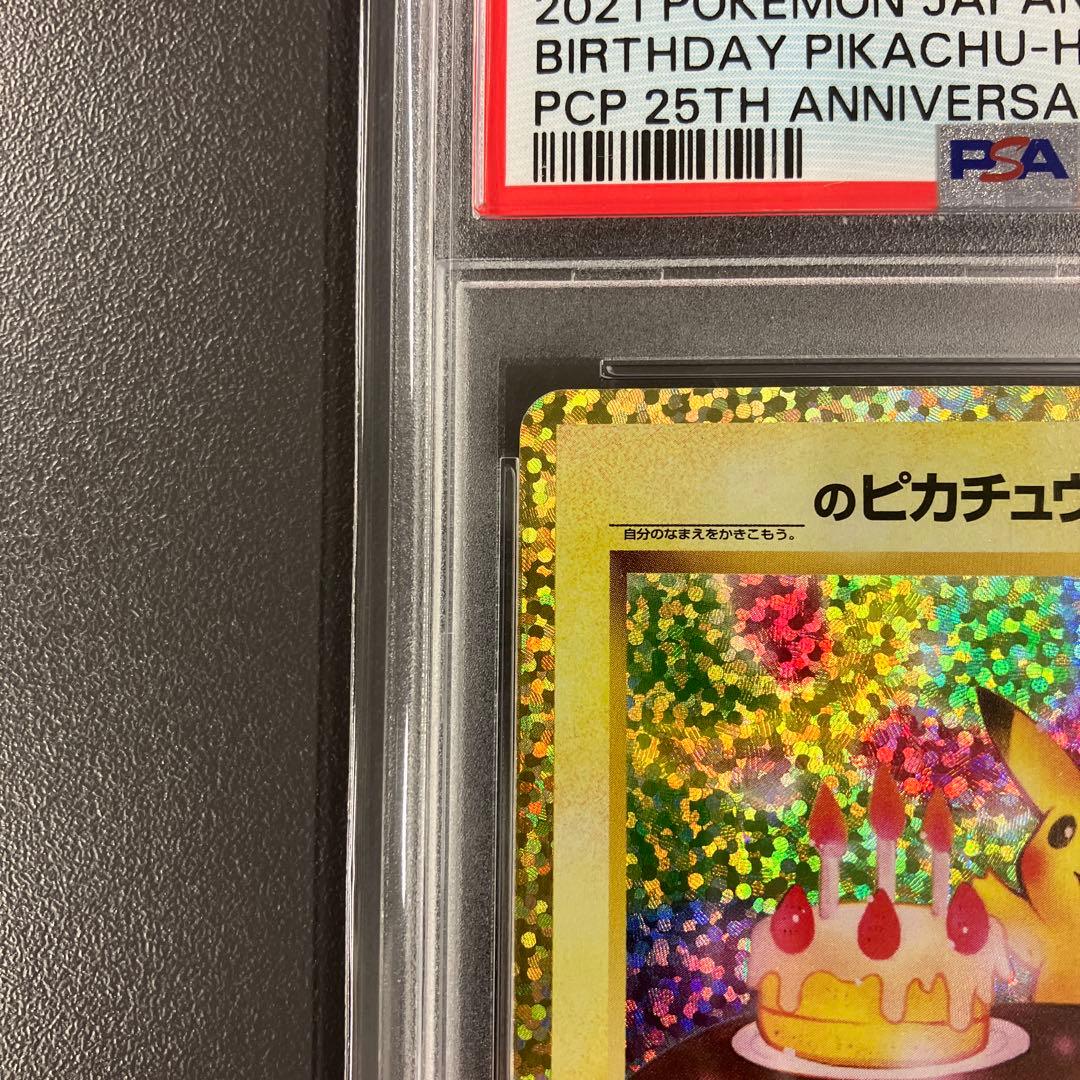 2021 POKEMON JAPAN
BIRTHDAY PIKACHU-H
PCP 25TH ANNIVERSA
PSA
のピカチュウ
自分のなまえをかきこもう。